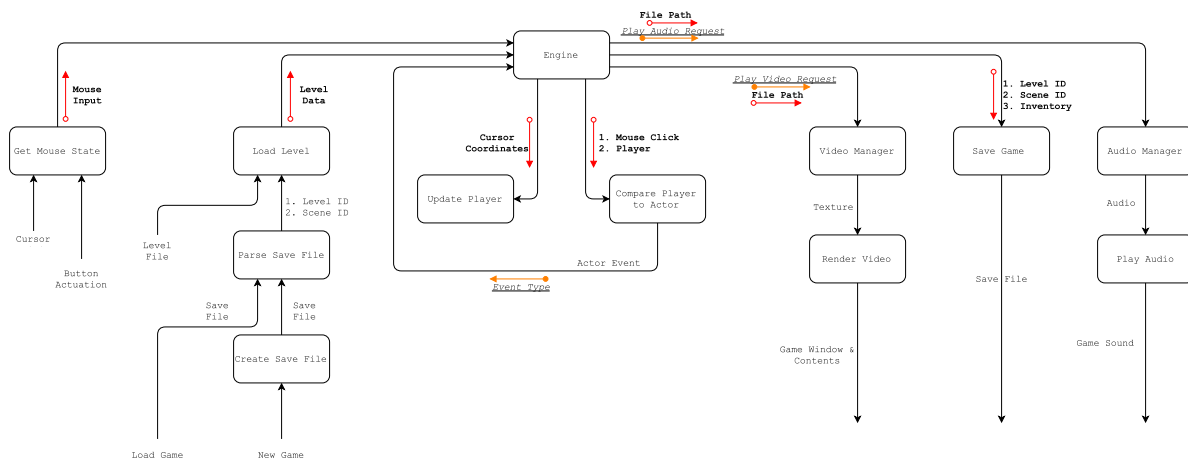 File Path
Play Audio Request
Engine
Play Video Request
File Path
Mouse
Input
Level
Data
1. Level ID
2. Scene ID
3. Inventory
Cursor
Coordinates
1. Mouse Click
2. Player
Get Mouse State
Load Level
Video Manager
Save Game
Audio Manager
Update Player
Compare Player
to Actor
1. Level ID
2. Scene ID
Texture
Audio
Cursor
Level
File
Parse Save File
Actor Event
Render Video
Play Audio
Button
Actuation
Event Type
Save File
Save
File
Save
File
Game Window &
Contents
Game Sound
Create Save File
Load Game
New Game